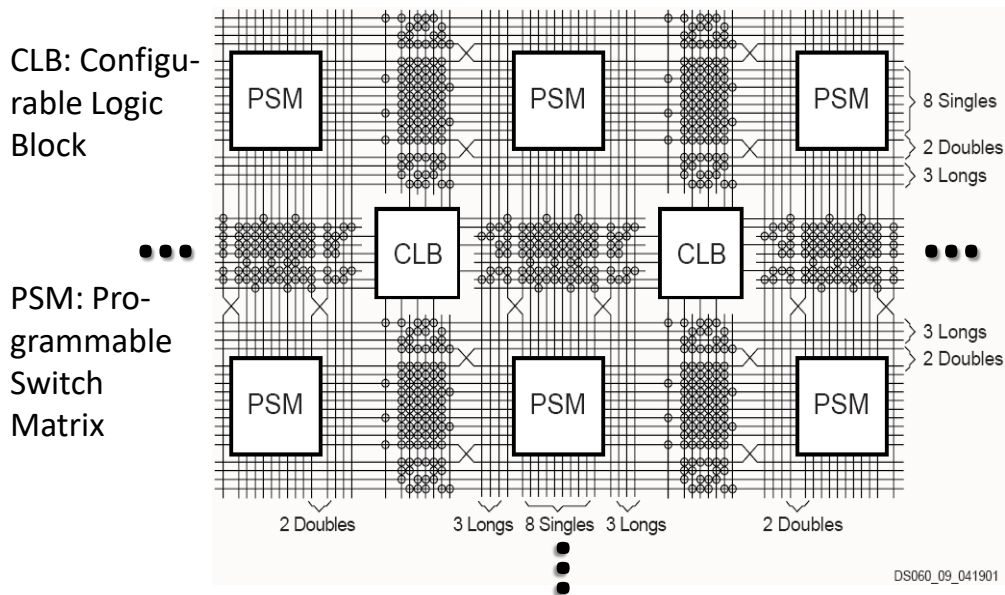 CLB: Configu-
rable Logic
Block
PSM: Pro-
grammable
Switch
Matrix
PSM
PSM
PSM
8 Singles
2 Doubles
3 Longs
CLB
CLB
3 Longs
2 Doubles
PSM
PSM
PSM
2 Doubles
3 Longs
8 Singles
3 Longs
2 Doubles
DS060_09_041901